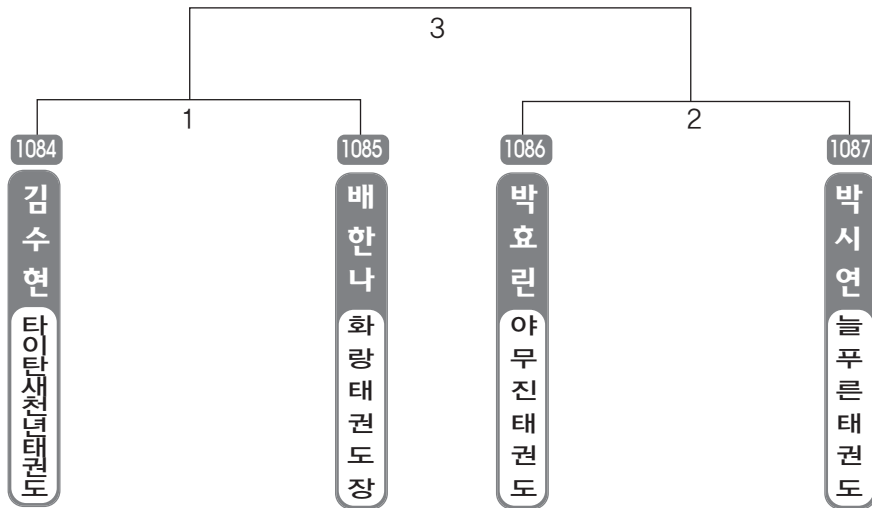 3
1
2
1084
1085
1086
1087
김수현
배한나
박효린
박시연
타이탄새천년태권도
화랑태권도장
야무진태권도
늘푸른태권도